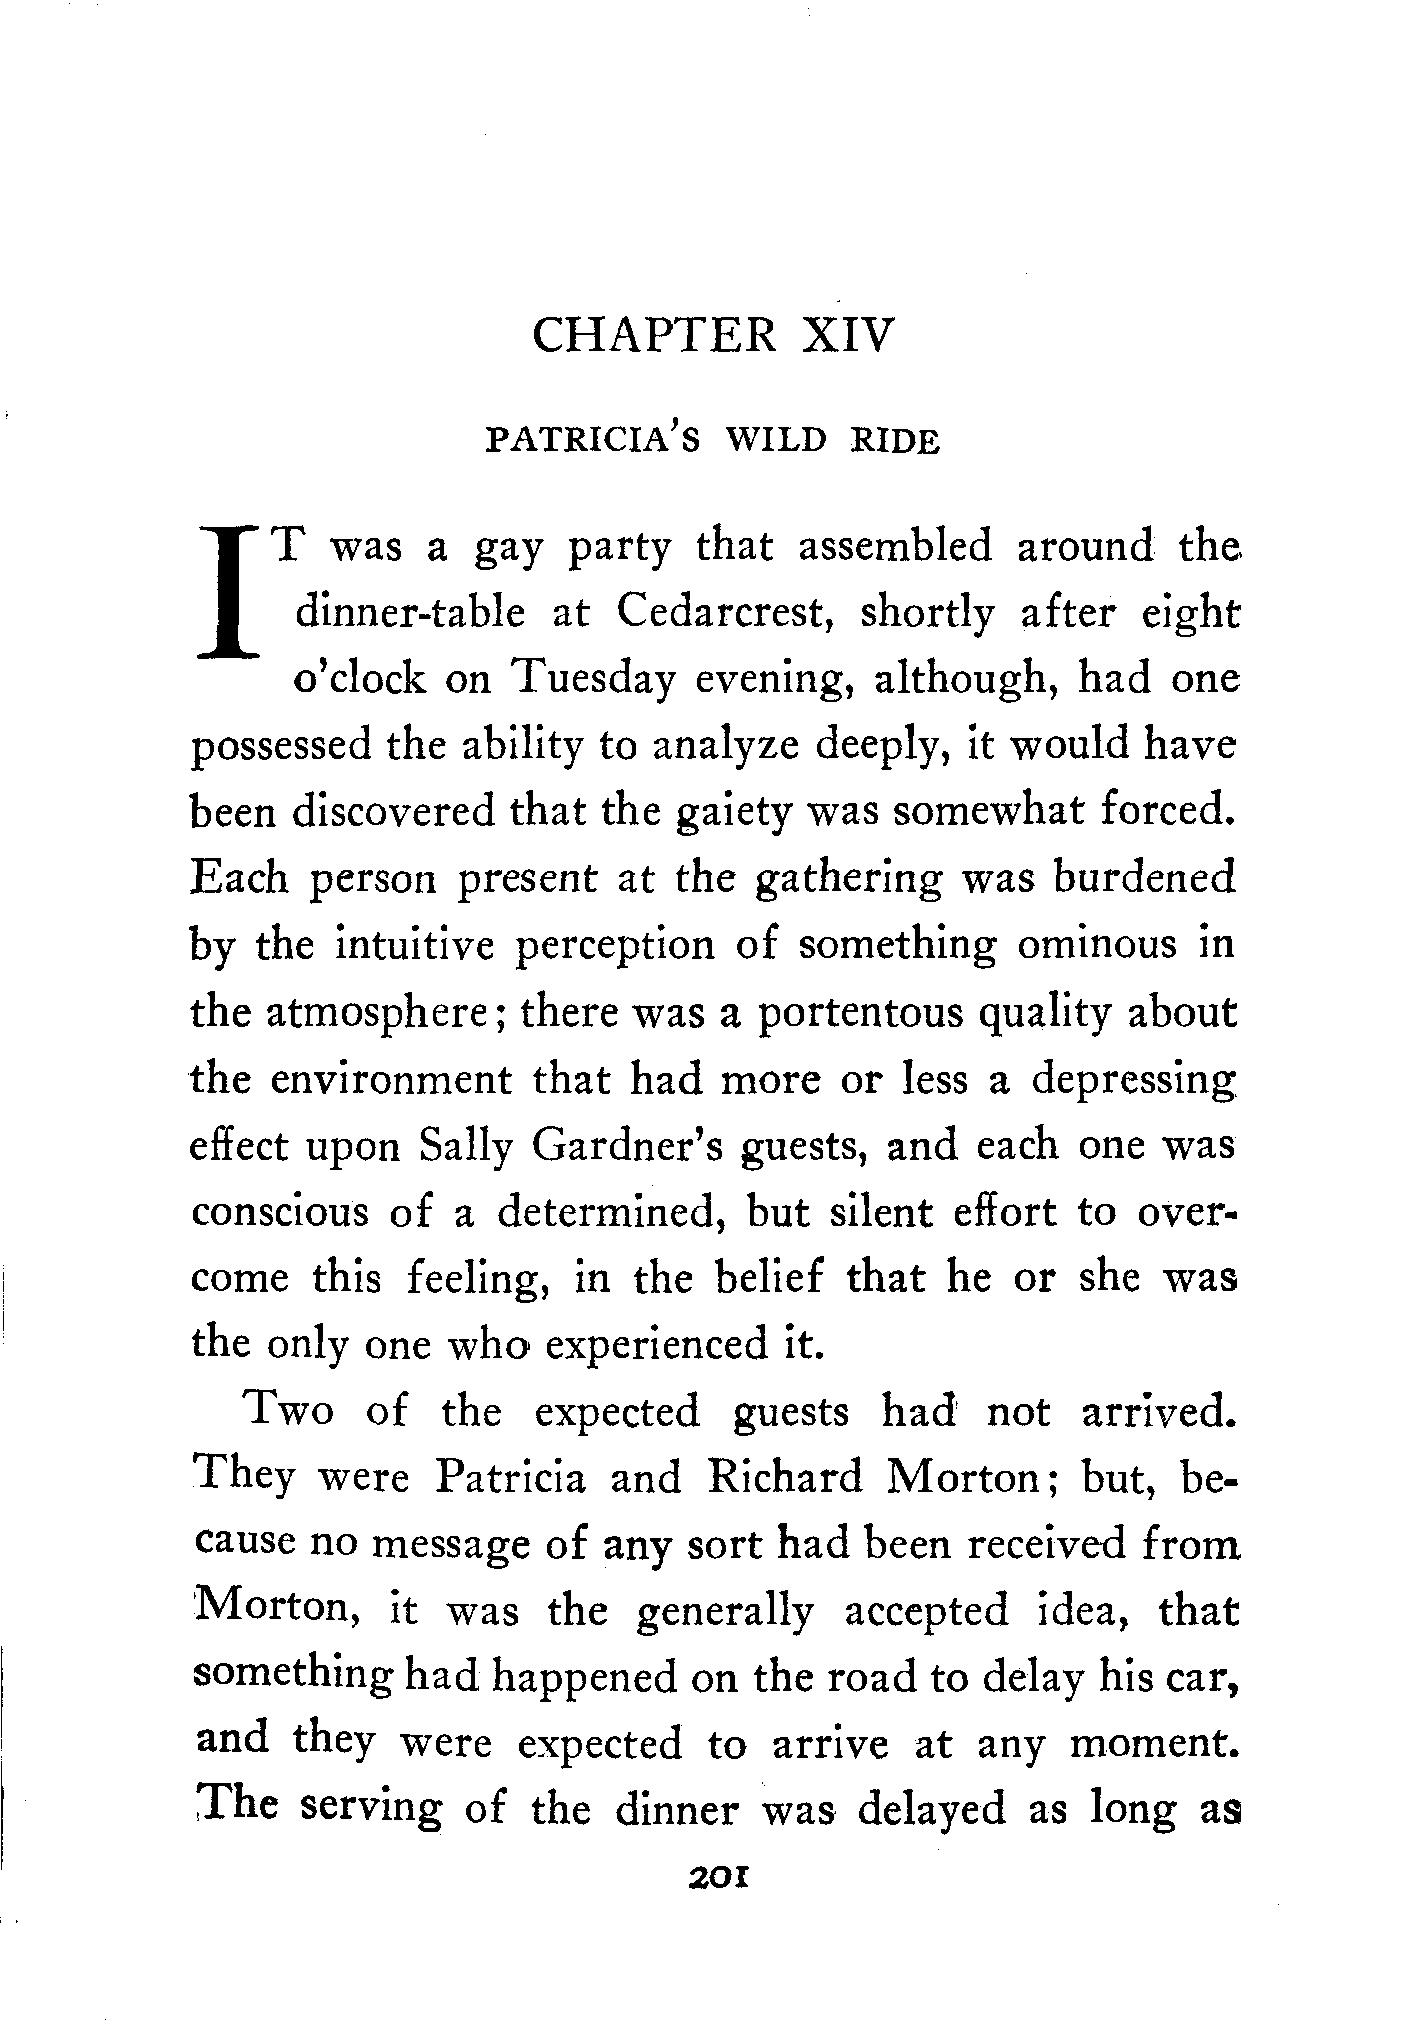 CHAPTER XIV
PATRICIA'S WILD RIDE
IT was a gay party that assembled around the
dinner-table at Cedarcrest, shortly after eight
o'clock on Tuesday evening, although, had one
possessed the ability to analyze deeply, it would have
been discovered that the gaiety was somewhat forced.
Each person present at the gathering was burdened
by the intuitive perception of something ominous in
the atmosphere; there was a portentous quality about
the environment that had more or less a depressing
effect upon Sally Gardner's guests, and each one was
conscious of a determined, but silent effort to over-
come this feeling, in the belief that he or she was
the only one who experienced it.
Two of the expected guests had not arrived.
They were Patricia and Richard Morton; but, be-
cause no message of any sort had been received from
Morton, it was the generally accepted idea, that
something had happened on the road to delay his car,
and they were expected to arrive at any moment.
The serving of the dinner was delayed as long as
201